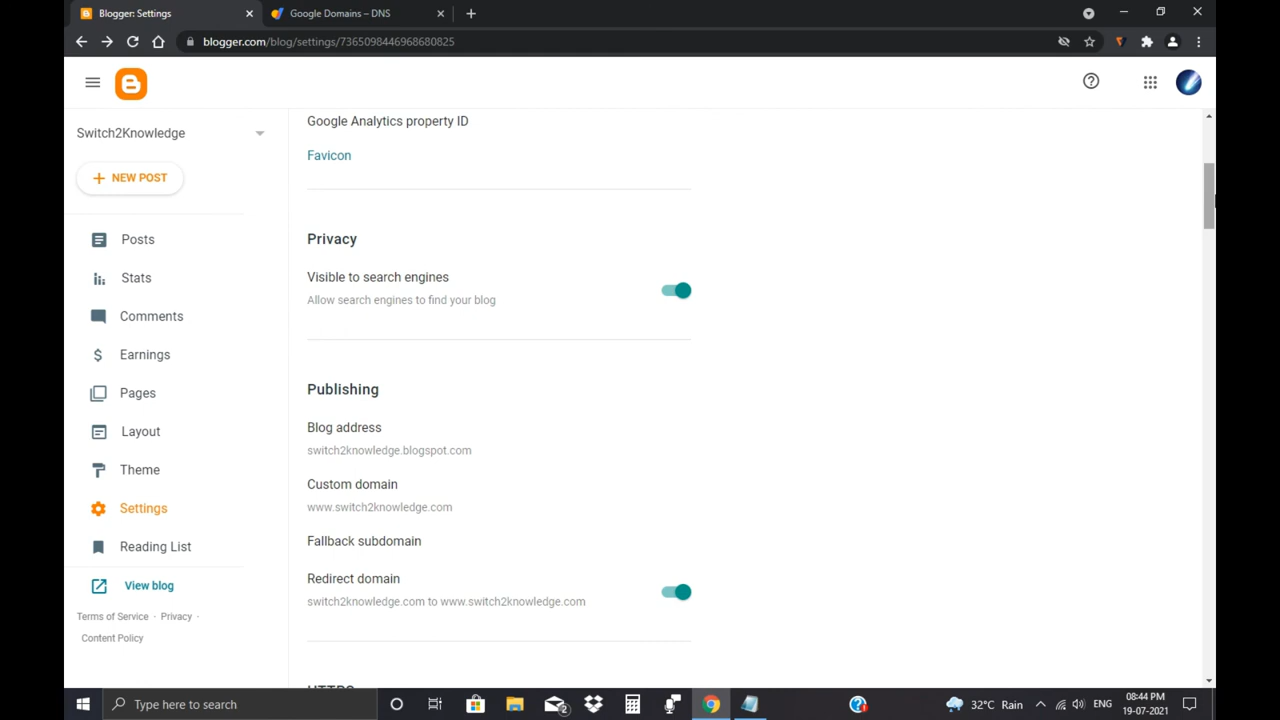 Blogger: Settings
Google Domains – DNS
blogger.com/blog/settings/7365098446968680825
Switch2Knowledge
NEW POST
Posts
Stats
Comments
Earnings
Pages
Layout
Theme
Settings
Reading List
View blog
Terms of Service · Privacy ·
Content Policy
Google Analytics property ID
Favicon
Privacy
Visible to search engines
Allow search engines to find your blog
Publishing
Blog address
switch2knowledge.blogspot.com
Custom domain
www.switch2knowledge.com
Fallback subdomain
Redirect domain
switch2knowledge.com to www.switch2knowledge.com
HTTPS
Type here to search
2
32°C Rain
ENG
08:44 PM
19-07-2021